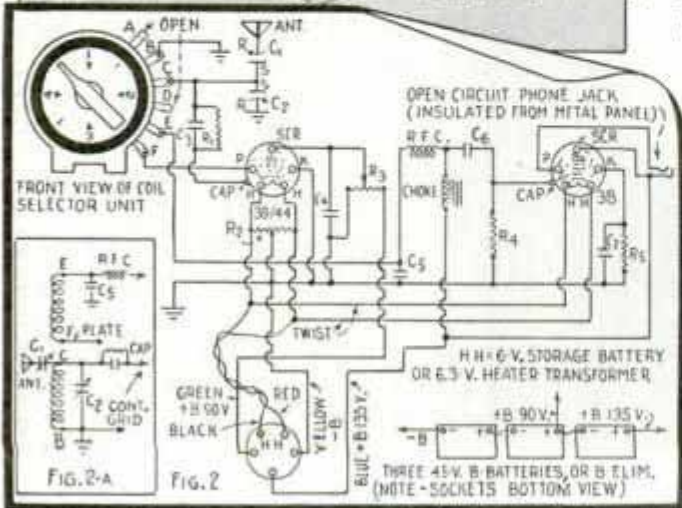 A
OPEN
B
C
D
E
F
ANT.
R
C1
R
C2
C3
R1
FRONT VIEW OF COIL
SELECTOR UNIT
SCR
P
K
CAP
H
H
39/44
R2
C4
R3
R.F.C.
C6
CHOKE
C5
R4
OPEN CIRCUIT PHONE JACK
(INSULATED FROM METAL PANEL)
SCR
P
K
CAP
H H
38
C7
R5
TWIST
H H = 6 V. STORAGE BATTERY
OR 6.3 V. HEATER TRANSFORMER
GREEN
+B 90V
BLACK
RED
YELLOW
-B
BLUE +B 135 V.
H H
FIG. 2
E
R.F.C.
C5
F, PLATE
C1
C
CAP
ANT.
C2
CONT.
GRID
FIG. 2-A
-B
+B 90V.
+B 135 V.
THREE 45 V. B-BATTERIES, OR B ELIM.
(NOTE - SOCKETS BOTTOM VIEW)